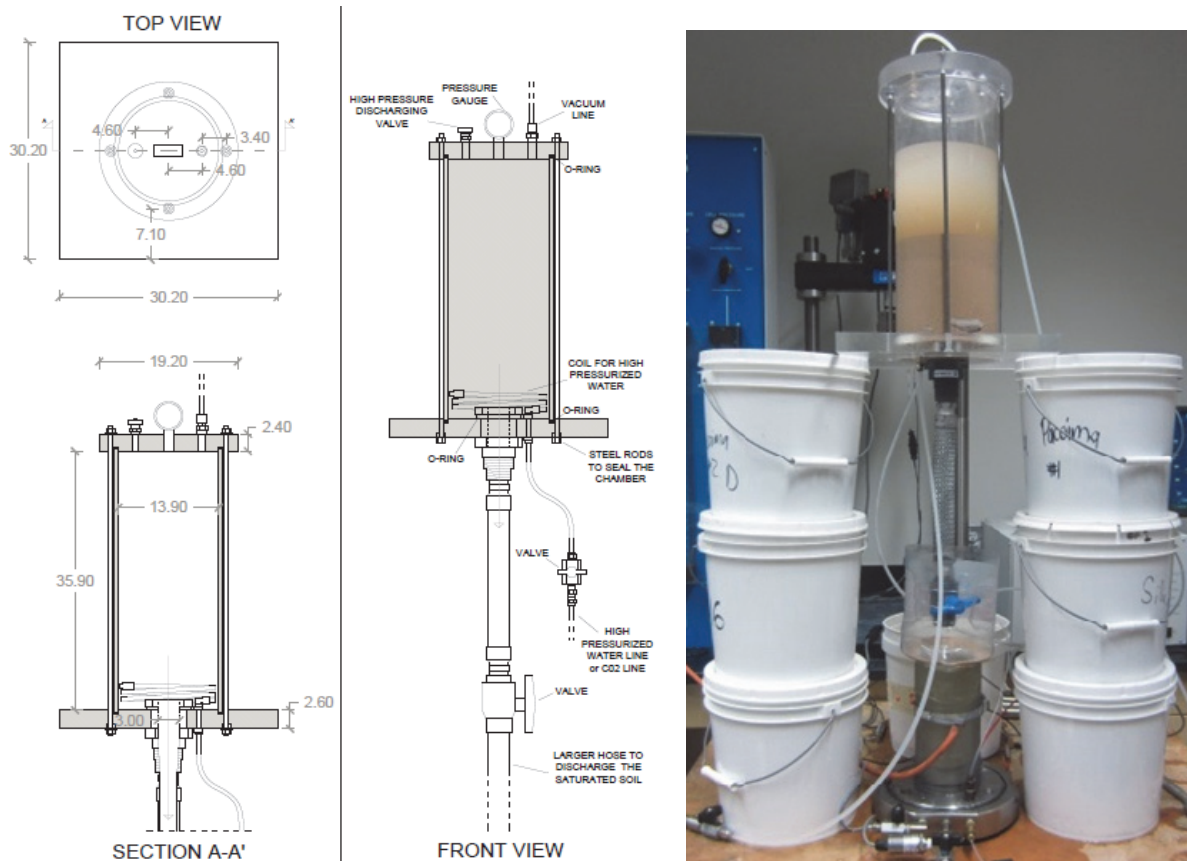 TOP VIEW
4.60
3.40
30.20
4.60
7.10
30.20
19.20
2.40
13.90
35.90
3.00
2.60
SECTION A-A'
HIGH PRESSURE
DISCHARGING
VALVE
PRESSURE
GAUGE
VACUUM
LINE
O-RING
COIL FOR HIGH
PRESSURIZED
WATER
O-RING
O-RING
STEEL RODS
TO SEAL THE
CHAMBER
VALVE
HIGH
PRESSURIZED
WATER LINE
or C02 LINE
VALVE
LARGER HOSE TO
DISCHARGE THE
SATURATED SOIL
FRONT VIEW
D
6
Pacoima
#1